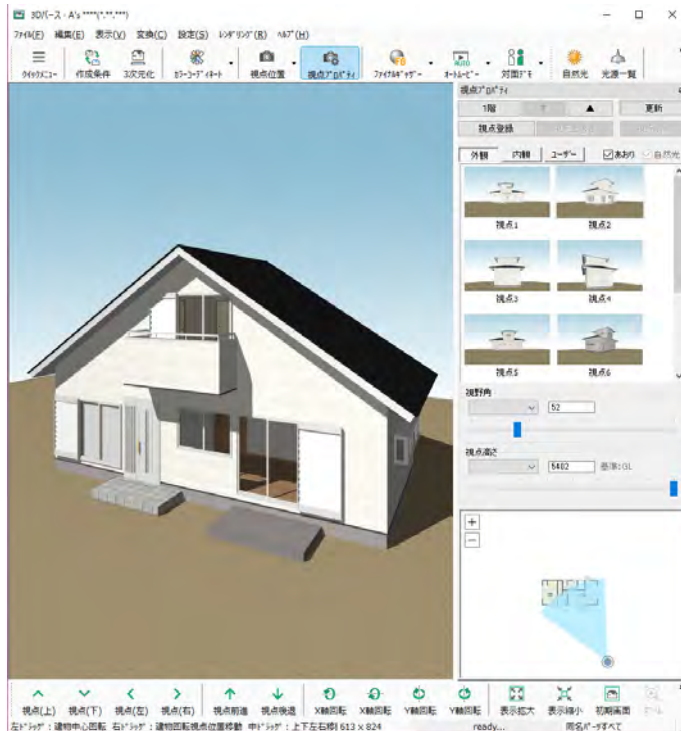 3Dパース - A's ****(*.**.***)
ファイル(F) 編集(E) 表示(V) 変換(C) 設定(S) レンダリング(R) ヘルプ(H)
クイックメニュー 作成条件 3次元化 カラーコーディネート 視点位置 視点プロパティ ファイナルギャザー オートムービー 対面デモ 自然光 光源一覧
AUTO
視点プロパティ
1階 ▼ ▲ 更新
視点登録
外観 内観 ユーザー あおり 自然光
視点1 視点2
視点3 視点4
視点5 視点6
視野角
52
視点高さ
5402 基準:GL
+
−
視点(上) 視点(下) 視点(左) 視点(右) 視点前進 視点後退 X軸回転 X軸回転 Y軸回転 Y軸回転 表示拡大 表示縮小 初期画面
左ドラッグ:建物中心回転 右ドラッグ:建物回転視点位置移動 中ドラッグ:上下左右移 613 x 824 ready... 同名パーツすべて